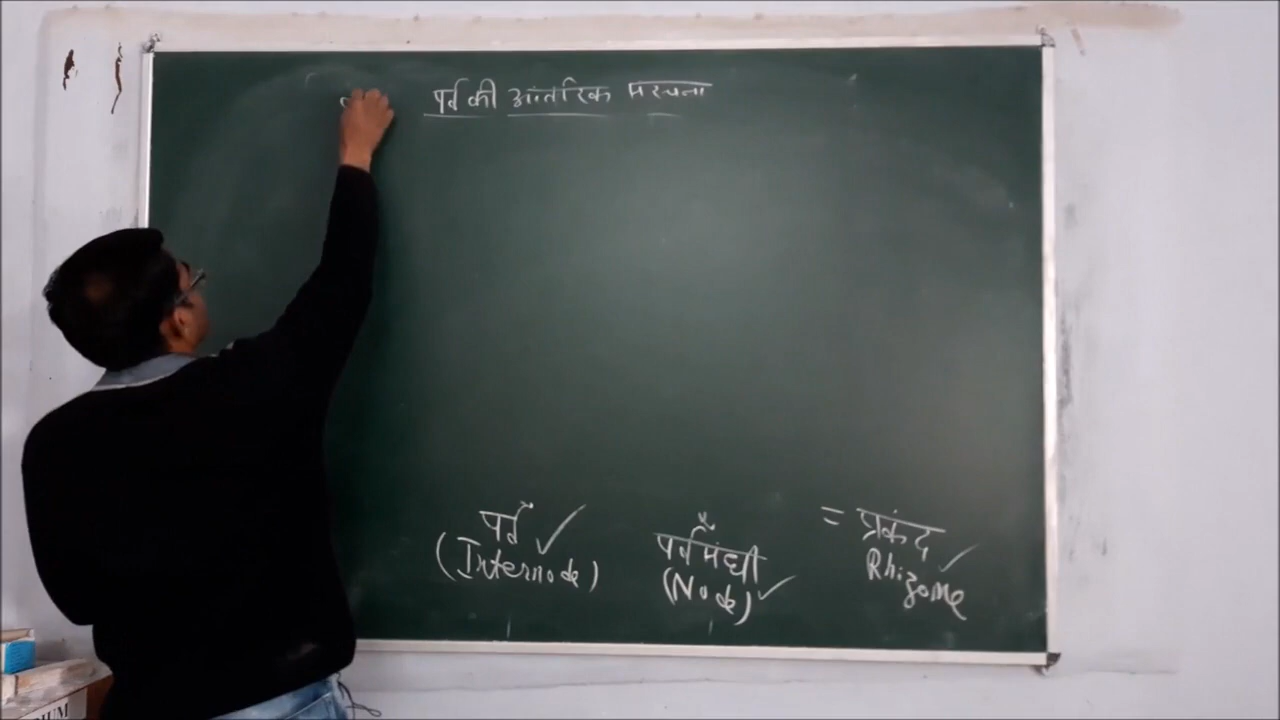 पर्व की आंतरिक संरचना
पर्व
(Internode)
पर्वसंधी
(Node)
= प्रकंद
Rhizome